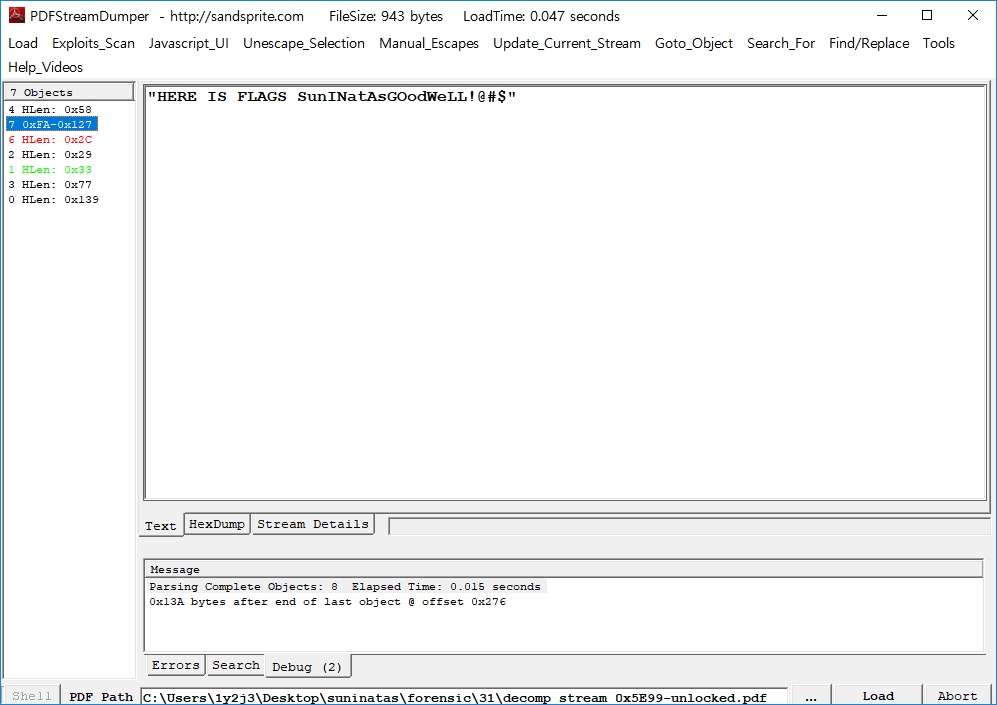 PDFStreamDumper - http://sandsprite.com FileSize: 943 bytes LoadTime: 0.047 seconds
Load Exploits_Scan Javascript_UI Unescape_Selection Manual_Escapes Update_Current_Stream Goto_Object Search_For Find/Replace Tools
Help_Videos
7 Objects
4 HLen: 0x58
7 0xFA-0x127
6 HLen: 0x2C
2 HLen: 0x29
1 HLen: 0x33
3 HLen: 0x77
0 HLen: 0x139
"HERE IS FLAGS SunINatAsGOodWeLL!@#$"
Text HexDump Stream Details
Message
Parsing Complete Objects: 8 Elapsed Time: 0.015 seconds
0x13A bytes after end of last object @ offset 0x276
Errors Search Debug (2)
Shell PDF Path C:\Users\1y2j3\Desktop\suninatas\forensic\31\decomp_stream_0x5E99-unlocked.pdf ... Load Abort